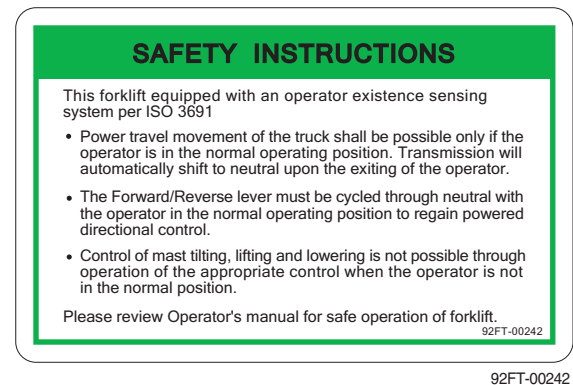 SAFETY INSTRUCTIONS
This forklift equipped with an operator existence sensing
system per ISO 3691
• Power travel movement of the truck shall be possible only if the
operator is in the normal operating position. Transmission will
automatically shift to neutral upon the exiting of the operator.
• The Forward/Reverse lever must be cycled through neutral with
the operator in the normal operating position to regain powered
directional control.
• Control of mast tilting, lifting and lowering is not possible through
operation of the appropriate control when the operator is not
in the normal position.
Please review Operator's manual for safe operation of forklift.
92FT-00242
92FT-00242